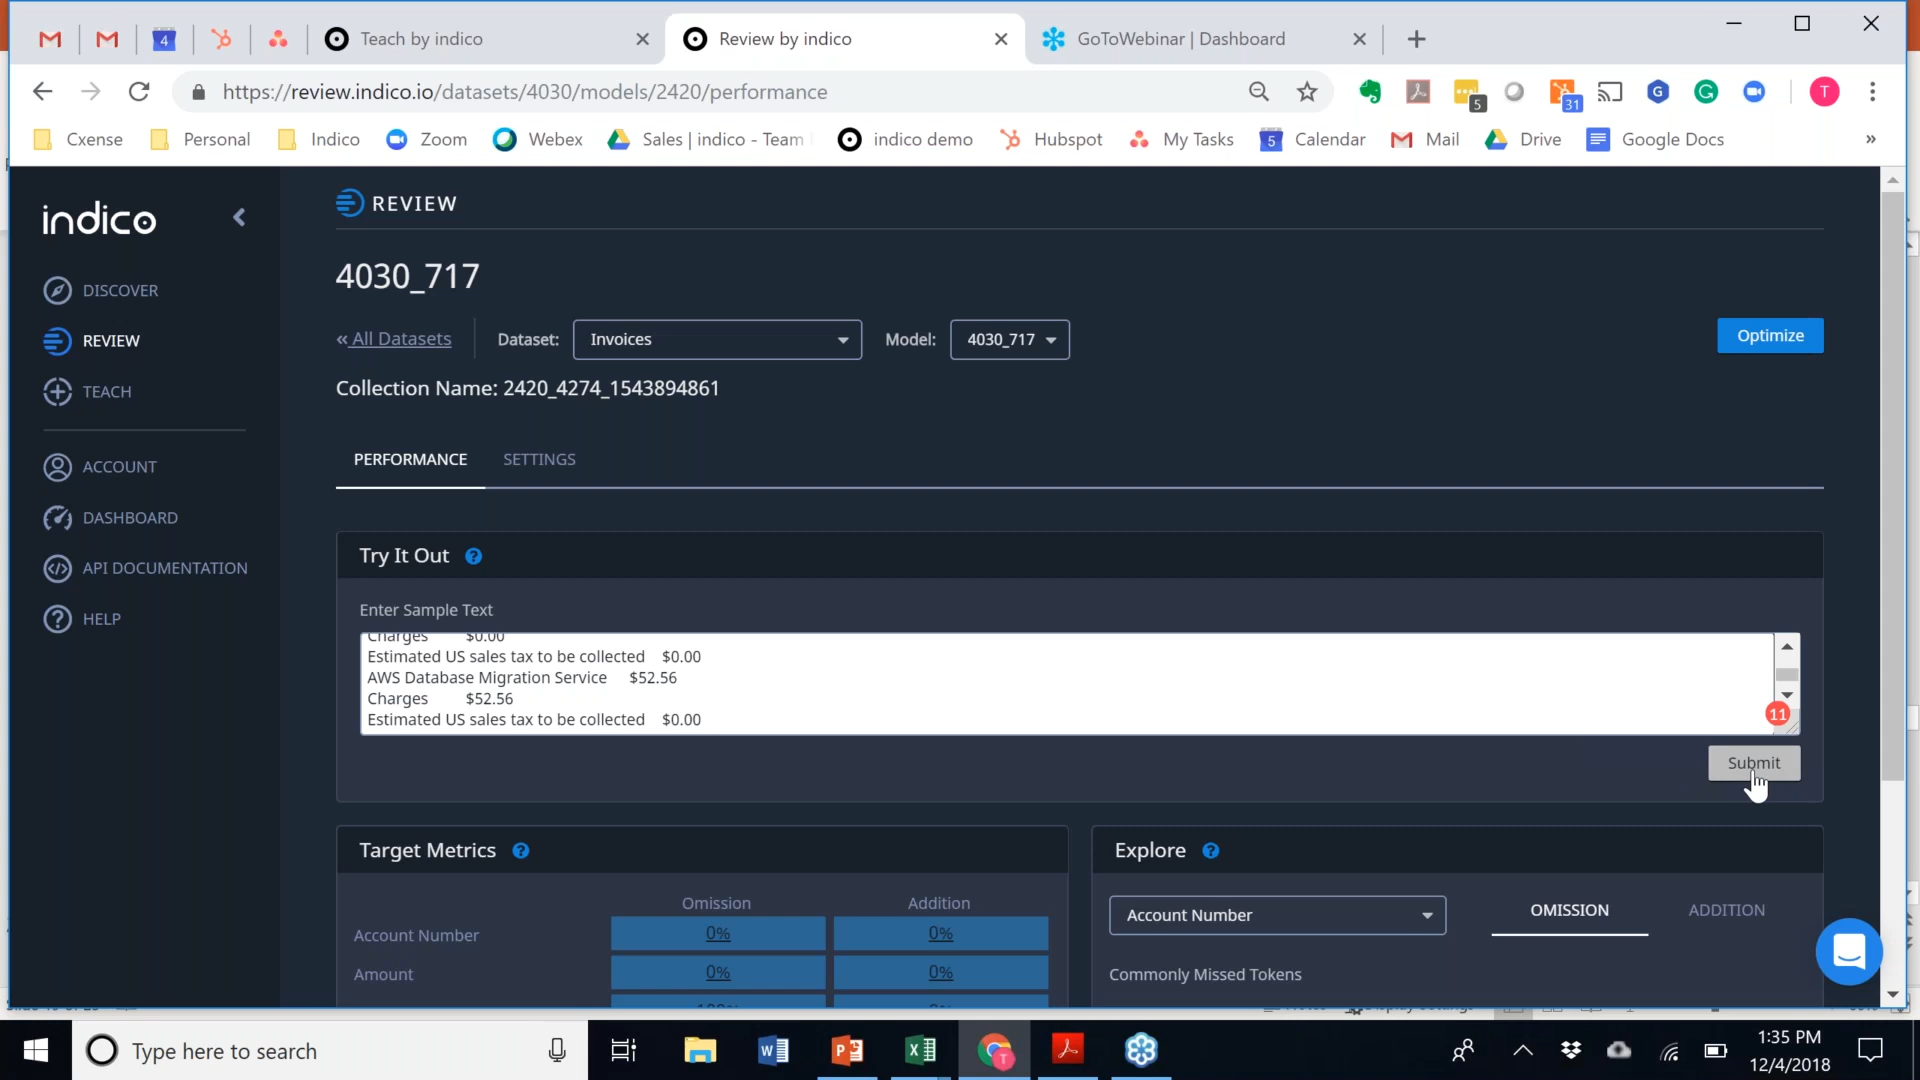 4
Teach by indico
Review by indico
GoToWebinar | Dashboard
https://review.indico.io/datasets/4030/models/2420/performance
5
31
G
T
Cxense
Personal
Indico
Zoom
Webex
Sales | indico - Team
indico demo
Hubspot
My Tasks
5
Calendar
Mail
Drive
Google Docs
»
indico
DISCOVER
REVIEW
TEACH
ACCOUNT
DASHBOARD
API DOCUMENTATION
HELP
REVIEW
4030_717
« All Datasets
Dataset:
Invoices
Model:
4030_717
Optimize
Collection Name: 2420_4274_1543894861
PERFORMANCE
SETTINGS
Try It Out ?
Enter Sample Text
Charges $0.00
Estimated US sales tax to be collected $0.00
AWS Database Migration Service $52.56
Charges $52.56
Estimated US sales tax to be collected $0.00
11
Submit
Target Metrics ?
Omission Addition
Account Number 0% 0%
Amount 0% 0%
Explore ?
Account Number
OMISSION
ADDITION
Commonly Missed Tokens
Type here to search
T
1:35 PM
12/4/2018